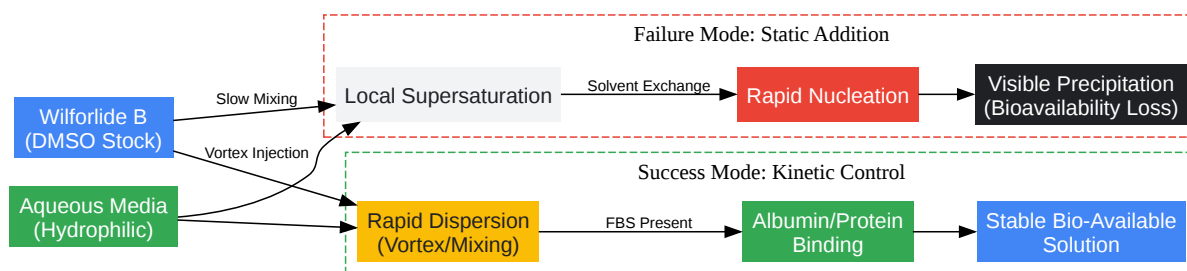 Failure Mode: Static Addition
Wilforlide B
(DMSO Stock)
Slow Mixing
Local Supersaturation
Solvent Exchange
Rapid Nucleation
Visible Precipitation
(Bioavailability Loss)
Vortex Injection
Aqueous Media
(Hydrophilic)
Success Mode: Kinetic Control
Rapid Dispersion
(Vortex/Mixing)
FBS Present
Albumin/Protein
Binding
Stable Bio-Available
Solution